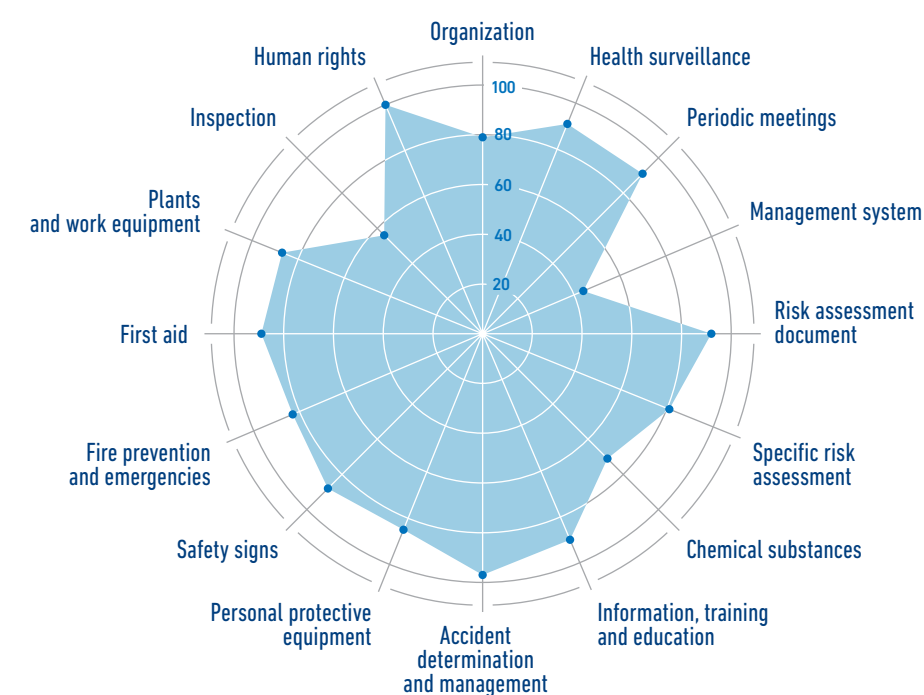 Organization
Human rights
Health surveillance
100
Inspection
Periodic meetings
80
Plants
and work equipment
60
Management system
40
20
First aid
Risk assessment
document
Fire prevention
and emergencies
Specific risk
assessment
Safety signs
Chemical substances
Personal protective
equipment
Information, training
and education
Accident
determination
and management